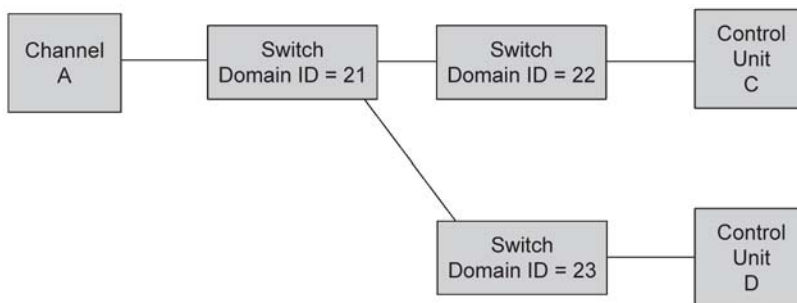 Channel
A
Switch
Domain ID = 21
Switch
Domain ID = 22
Control
Unit
C
Switch
Domain ID = 23
Control
Unit
D